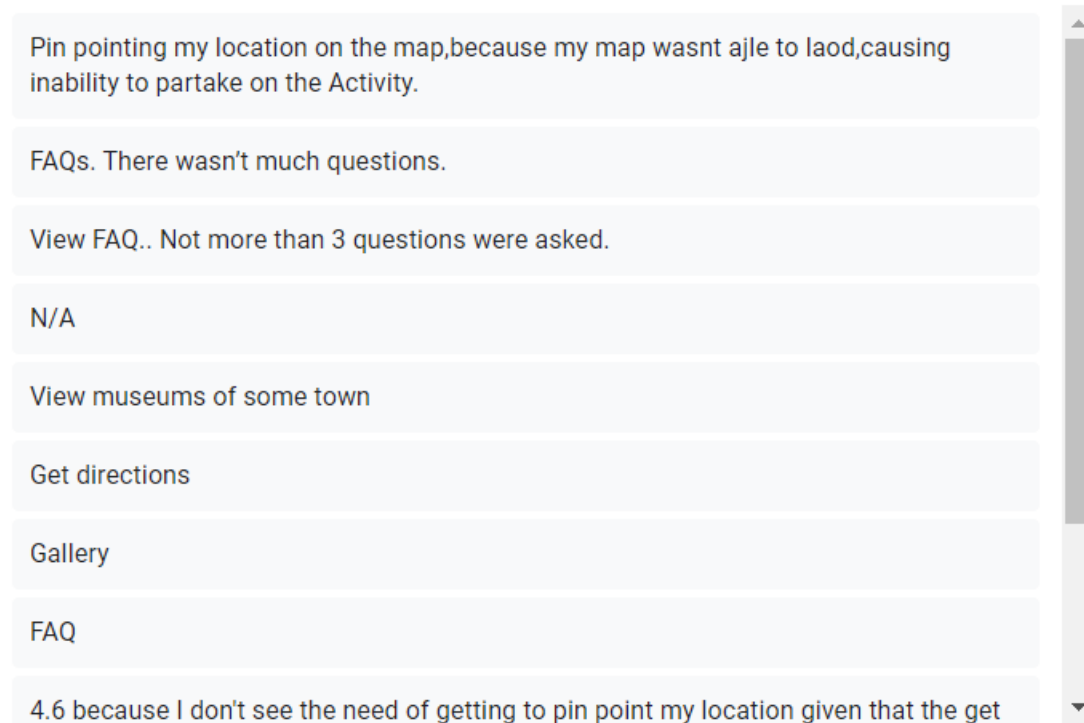 Pin pointing my location on the map,because my map wasnt ajle to laod,causing
inability to partake on the Activity.
FAQs. There wasn’t much questions.
View FAQ.. Not more than 3 questions were asked.
N/A
View museums of some town
Get directions
Gallery
FAQ
4.6 because I don't see the need of getting to pin point my location given that the get